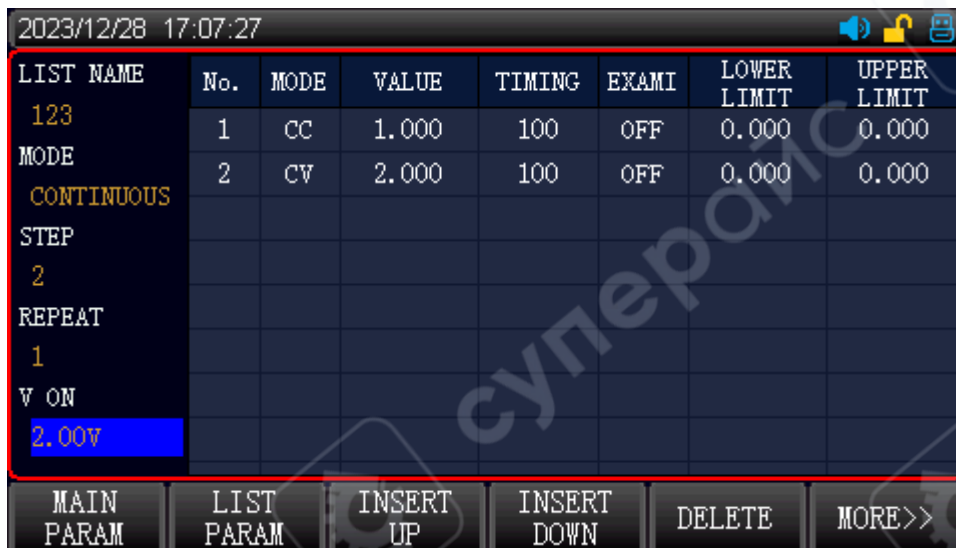 2023/12/28 17:07:27
LIST NAME
123
MODE
CONTINUOUS
STEP
2
REPEAT
1
V ON
2.00V
No. MODE VALUE TIMING EXAMI LOWER LIMIT UPPER LIMIT
1 CC 1.000 100 OFF 0.000 0.000
2 CV 2.000 100 OFF 0.000 0.000
MAIN PARAM
LIST PARAM
INSERT UP
INSERT DOWN
DELETE
MORE>>
суперайс